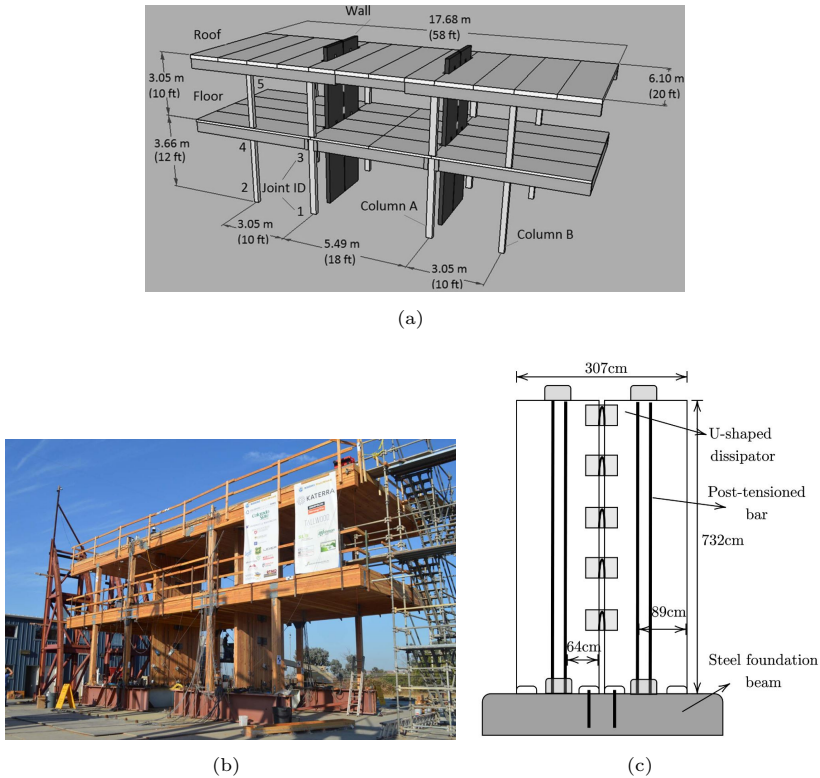 Wall
17.68 m
(58 ft)
Roof
3.05 m
(10 ft)
5
6.10 m
(20 ft)
Floor
3.66 m
(12 ft)
4
3
2
Joint ID
1
Column A
Column B
3.05 m
(10 ft)
5.49 m
(18 ft)
3.05 m
(10 ft)
(a)
KATERRA
(b)
307cm
U-shaped
dissipator
Post-tensioned
bar
732cm
89cm
64cm
Steel foundation
beam
(c)